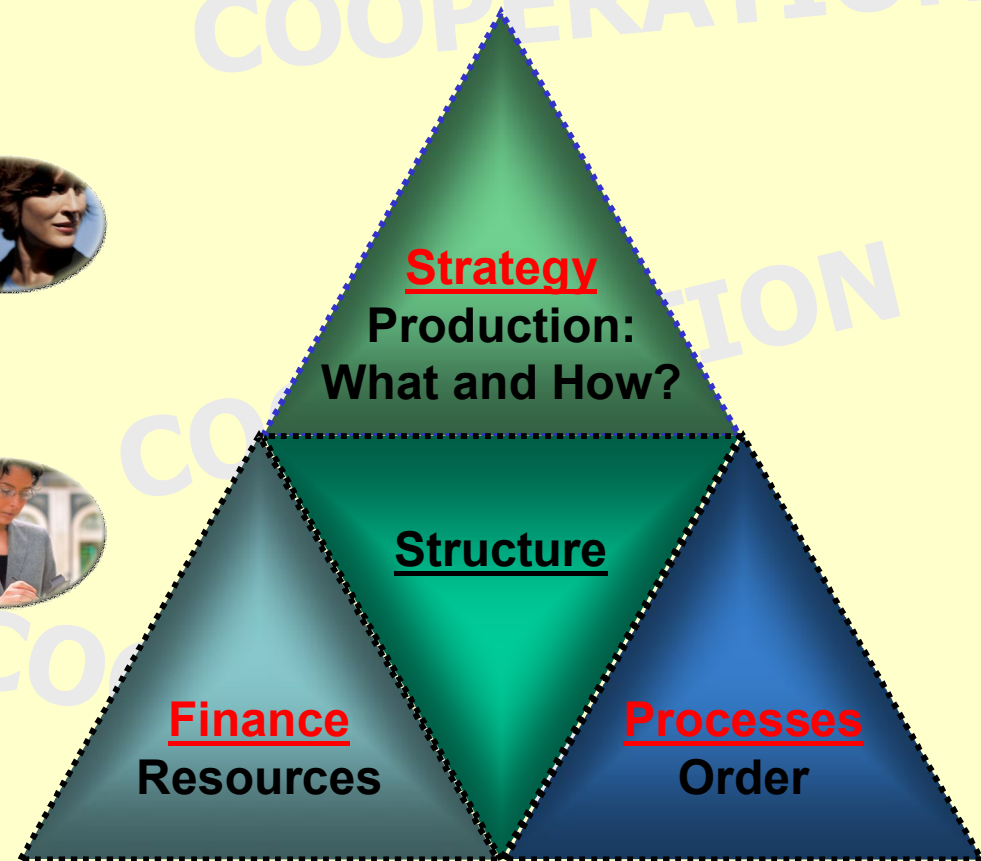 COOPERATION
Strategy
Production:
What and How?
Structure
Finance
Resources
Processes
Order